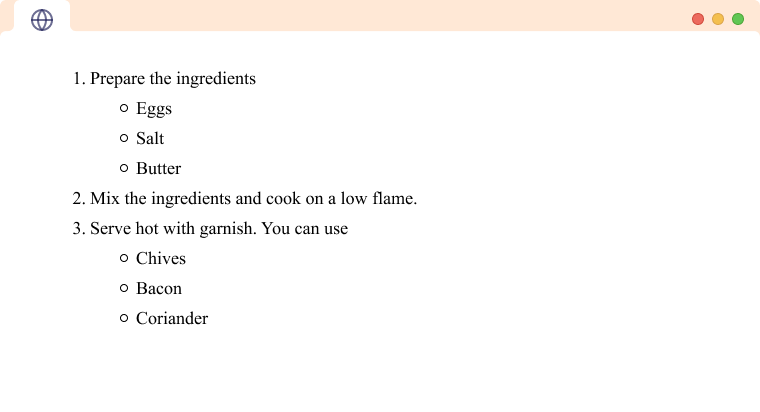 1. Prepare the ingredients
Eggs
Salt
Butter
2. Mix the ingredients and cook on a low flame.
3. Serve hot with garnish. You can use
Chives
Bacon
Coriander